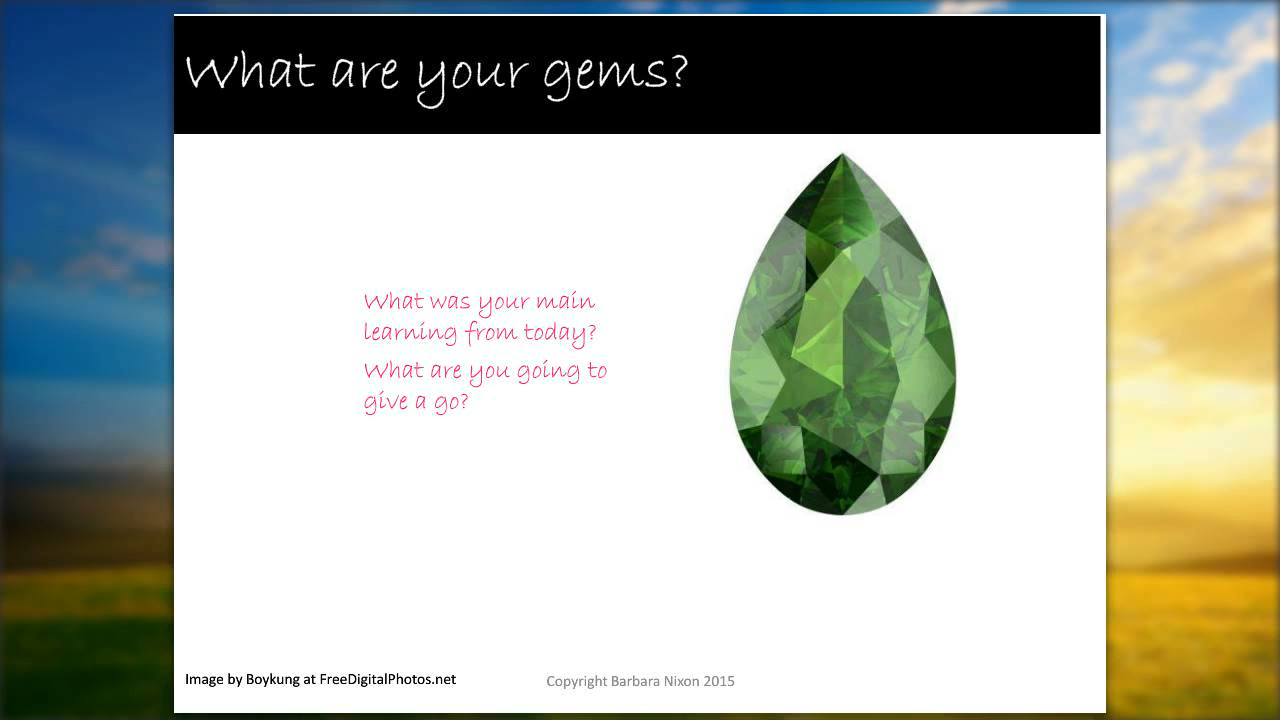 What are your gems?
What was your main
learning from today?
What are you going to
give a go?
Image by Boykung at FreeDigitalPhotos.net
Copyright Barbara Nixon 2015